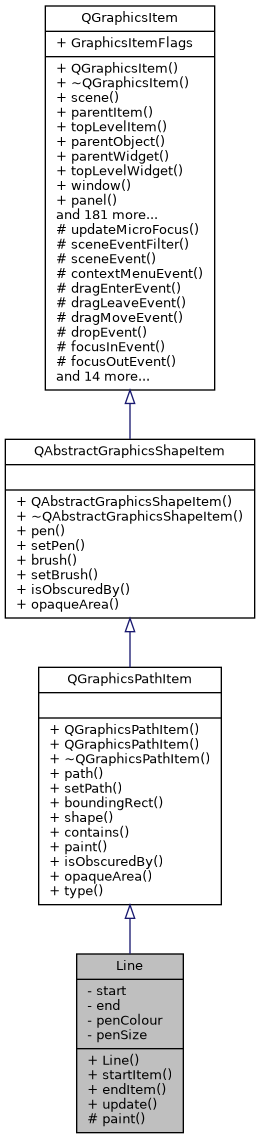 QGraphicsItem
+ GraphicsItemFlags
+ QGraphicsItem()
+ ~QGraphicsItem()
+ scene()
+ parentItem()
+ topLevelItem()
+ parentObject()
+ parentWidget()
+ topLevelWidget()
+ window()
+ panel()
and 181 more...
# updateMicroFocus()
# sceneEventFilter()
# sceneEvent()
# contextMenuEvent()
# dragEnterEvent()
# dragLeaveEvent()
# dragMoveEvent()
# dropEvent()
# focusInEvent()
# focusOutEvent()
and 14 more...
QAbstractGraphicsShapeItem
+ QAbstractGraphicsShapeItem()
+ ~QAbstractGraphicsShapeItem()
+ pen()
+ setPen()
+ brush()
+ setBrush()
+ isObscuredBy()
+ opaqueArea()
QGraphicsPathItem
+ QGraphicsPathItem()
+ QGraphicsPathItem()
+ ~QGraphicsPathItem()
+ path()
+ setPath()
+ boundingRect()
+ shape()
+ contains()
+ paint()
+ isObscuredBy()
+ opaqueArea()
+ type()
Line
- start
- end
- penColour
- penSize
+ Line()
+ startItem()
+ endItem()
+ update()
# paint()